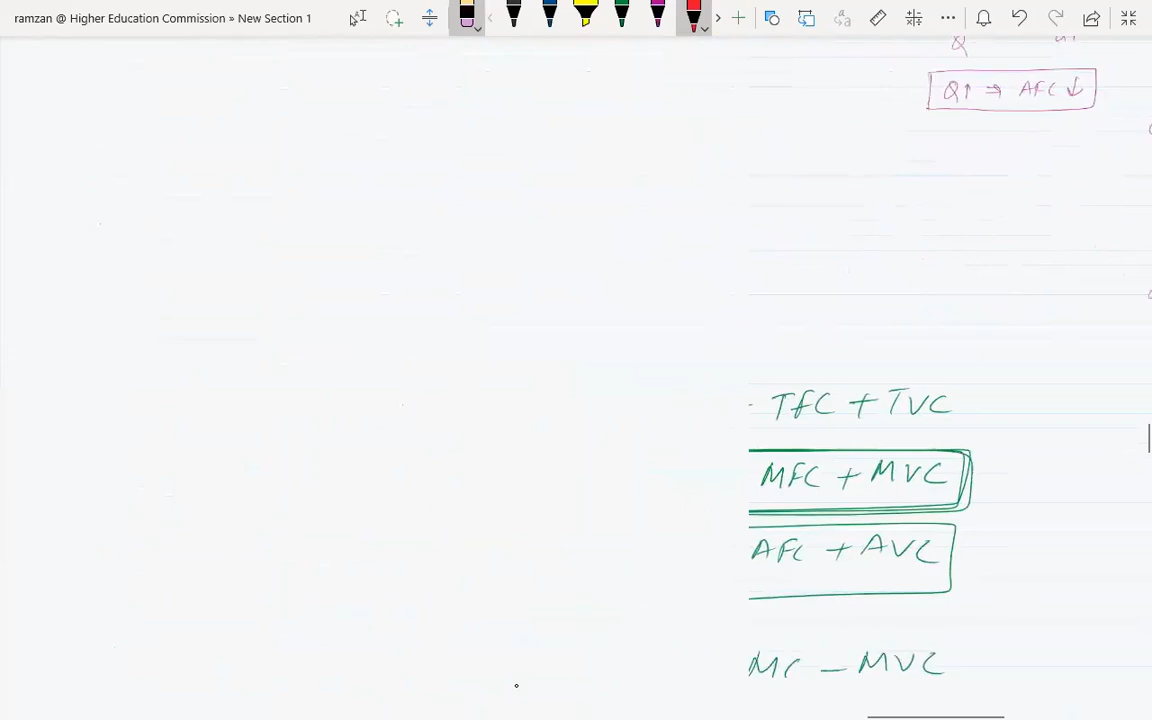 ramzan @ Higher Education Commission » New Section 1
Q
Q↑ ⇒ AFC ↓
- TFC + TVC
MFC + MVC
AFC + AVC
MC - MVC